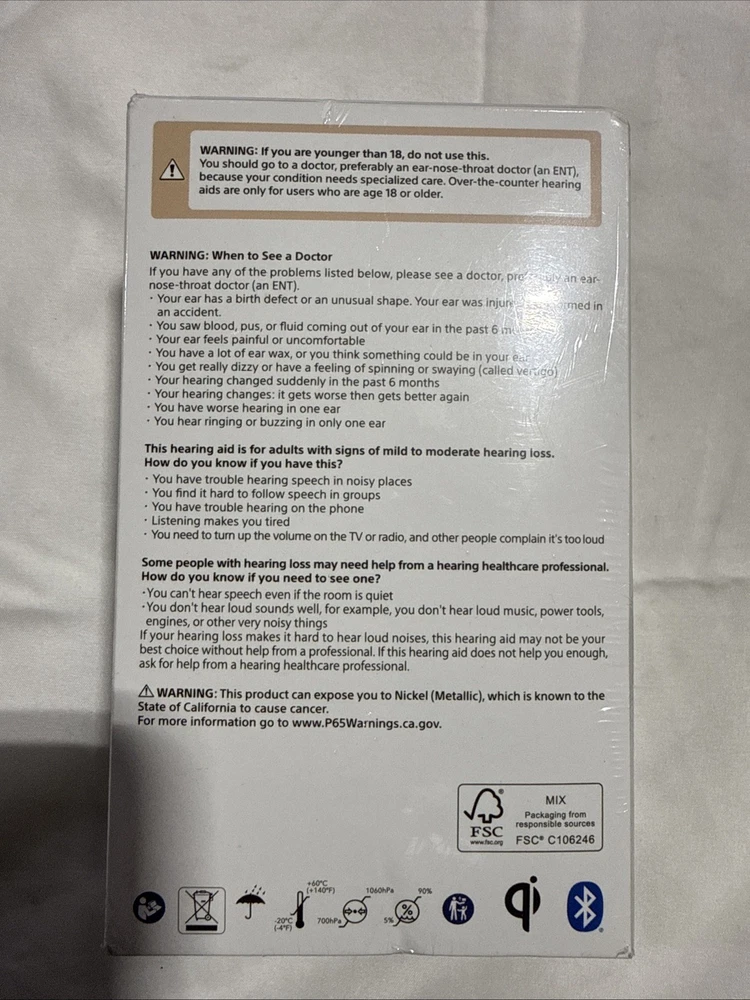 WARNING: If you are younger than 18, do not use this.
You should go to a doctor, preferably an ear-nose-throat doctor (an ENT),
because your condition needs specialized care. Over-the-counter hearing
aids are only for users who are age 18 or older.
WARNING: When to See a Doctor
If you have any of the problems listed below, please see a doctor, preferably an ear-
nose-throat doctor (an ENT).
· Your ear has a birth defect or an unusual shape. Your ear was injured or deformed in
an accident.
· You saw blood, pus, or fluid coming out of your ear in the past 6
· Your ear feels painful or uncomfortable
· You have a lot of ear wax, or you think something could be in your ear
· You get really dizzy or have a feeling of spinning or swaying (called vertigo)
· Your hearing changed suddenly in the past 6 months
· Your hearing changes: it gets worse then gets better again
· You have worse hearing in one ear
· You hear ringing or buzzing in only one ear
This hearing aid is for adults with signs of mild to moderate hearing loss.
How do you know if you have this?
· You have trouble hearing speech in noisy places
· You find it hard to follow speech in groups
· You have trouble hearing on the phone
· Listening makes you tired
· You need to turn up the volume on the TV or radio, and other people complain it's too loud
Some people with hearing loss may need help from a hearing healthcare professional.
How do you know if you need to see one?
· You can't hear speech even if the room is quiet
· You don't hear loud sounds well, for example, you don't hear loud music, power tools,
engines, or other very noisy things
If your hearing loss makes it hard to hear loud noises, this hearing aid may not be your
best choice without help from a professional. If this hearing aid does not help you enough,
ask for help from a hearing healthcare professional.
WARNING: This product can expose you to Nickel (Metallic), which is known to the
State of California to cause cancer.
For more information go to www.P65Warnings.ca.gov.
MIX
Packaging from
responsible sources
FSC® C106246
FSC
www.fsc.org
+60°C
(+140°F)
-20°C
(-4°F)
1060hPa
700hPa
90%
%
5%
qi